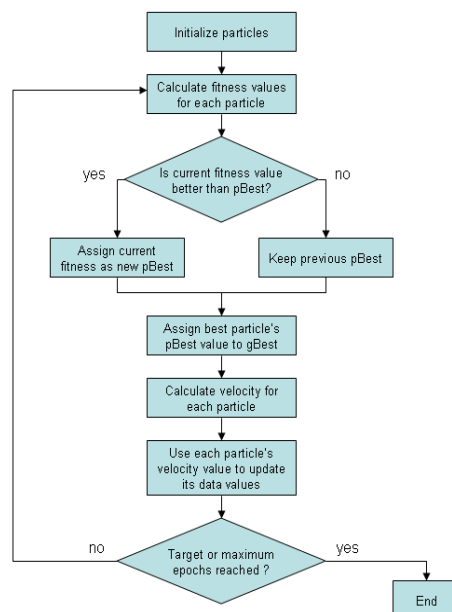 Initialize particles
Calculate fitness values
for each particle
Is current fitness value
better than pBest?
yes
no
Assign current
fitness as new pBest
Keep previous pBest
Assign best particle's
pBest value to gBest
Calculate velocity for
each particle
Use each particle's
velocity value to update
its data values
no
Target or maximum
epochs reached ?
yes
End